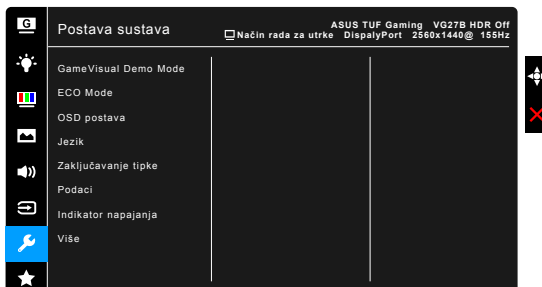 G
Postava sustava
ASUS TUF Gaming VG27B HDR Off
Način rada za utrke DispalyPort 2560x1440@ 155Hz
GameVisual Demo Mode
ECO Mode
OSD postava
Jezik
Zaključavanje tipke
Podaci
Indikator napajanja
Više